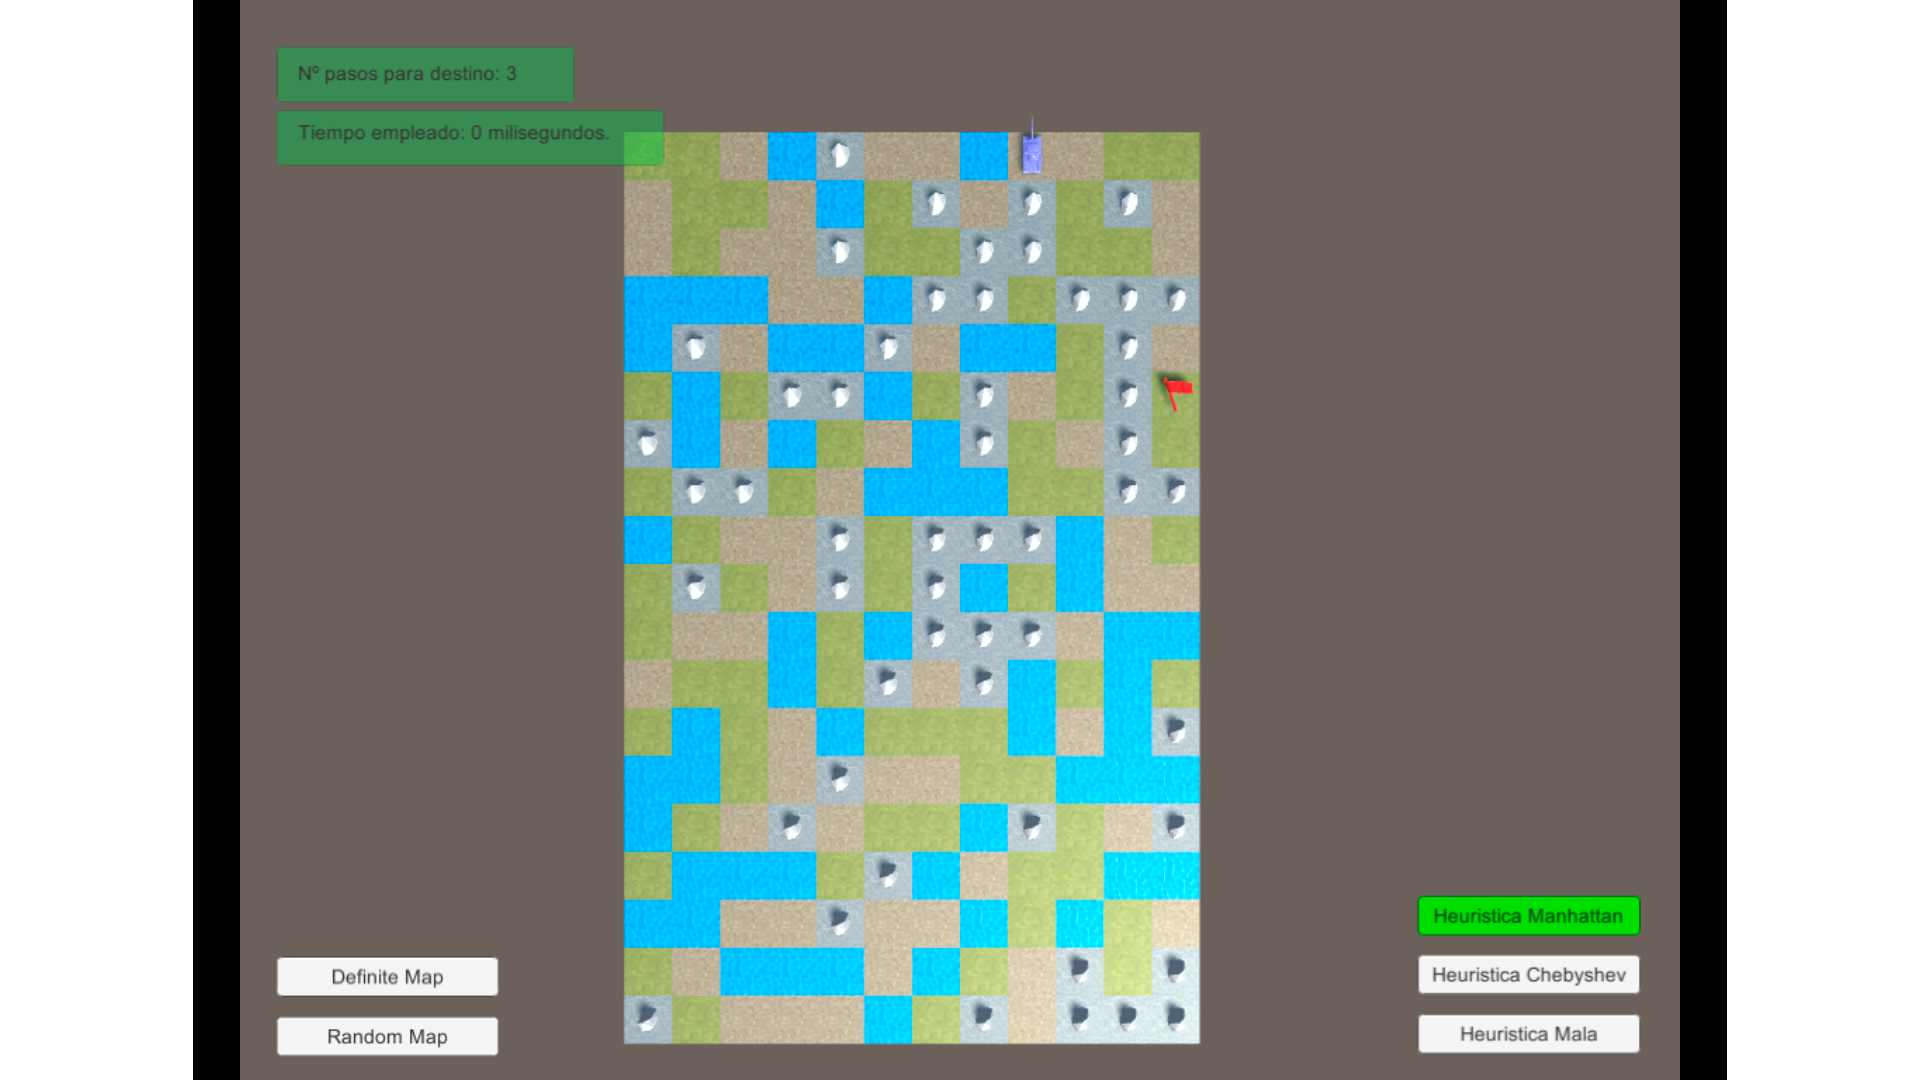 Nº pasos para destino: 3
Tiempo empleado: 0 milisegundos.
Heuristica Manhattan
Definite Map
Heuristica Chebyshev
Random Map
Heuristica Mala